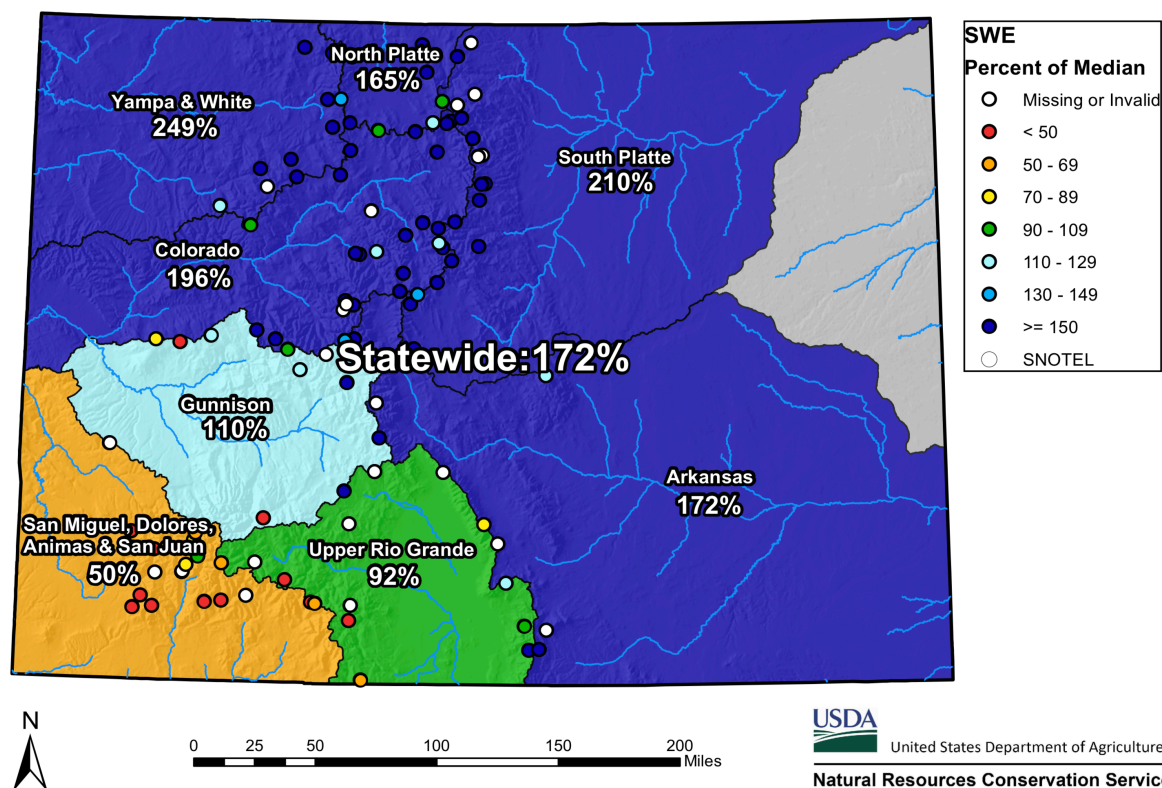 North Platte
165%
Yampa & White
249%
South Platte
210%
Colorado
196%
Statewide:172%
Gunnison
110%
Arkansas
172%
San Miguel, Dolores,
Animas & San Juan
50%
Upper Rio Grande
92%
SWE
Percent of Median
Missing or Invalid
< 50
50 - 69
70 - 89
90 - 109
110 - 129
130 - 149
>= 150
SNOTEL
N
0 25 50 100 150 200
Miles
USDA
United States Department of Agriculture
Natural Resources Conservation Servic